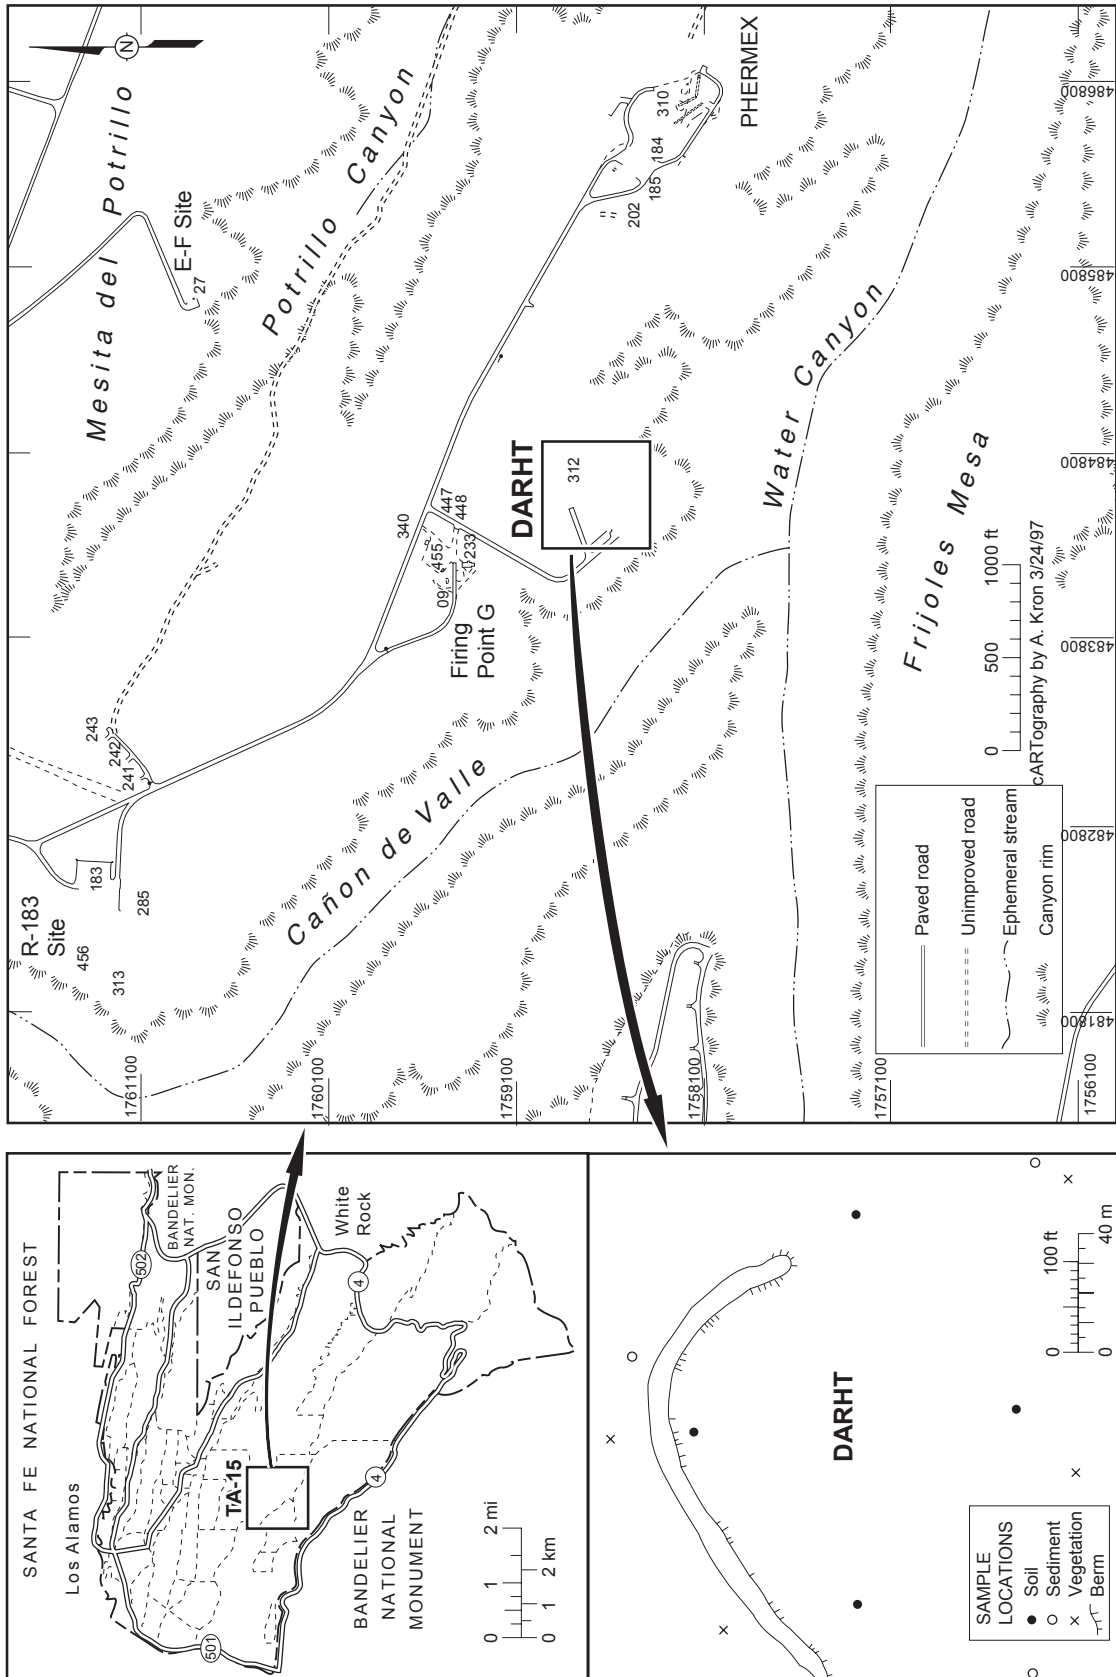 SANTA FE NATIONAL FOREST
Los Alamos
502
BANDELIER
NAT. MON.
SAN
ILDEFONSO
PUEBLO
White
Rock
4
TA-15
501
4
BANDELIER
NATIONAL
MONUMENT
0 1 2 mi
0 1 2 km
N
Mesita del Potrillo
E-F Site
27
Potrillo Canyon
R-183
Site
456
313
183
285
241
242
243
1761100
1760100
1759100
1758100
1757100
1756100
Cañon de Valle
340
447
448
455
233
09
Firing
Point G
DARHT
312
202
185
184
310
PHERMEX
Water Canyon
Frijoles Mesa
Paved road
Unimproved road
Ephemeral stream
Canyon rim
0 500 1000 ft
cARTography by A. Kron 3/24/97
481800
482800
483800
484800
485800
486800
DARHT
SAMPLE
LOCATIONS
Soil
Sediment
Vegetation
Berm
0 100 ft
0 40 m